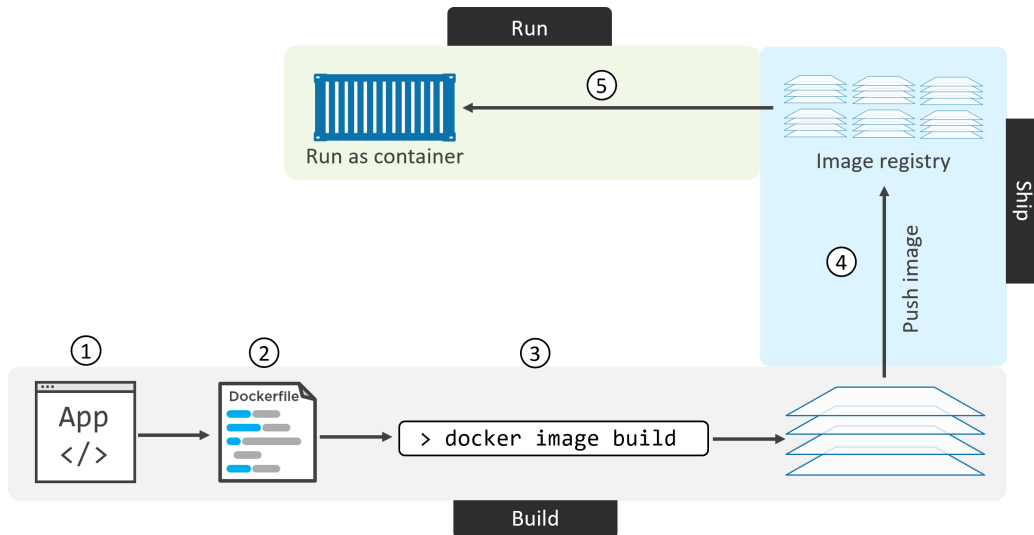 Run
⑤
Run as container
Image registry
Ship
④
Push image
①
②
③
App
</>
Dockerfile
> docker image build
Build